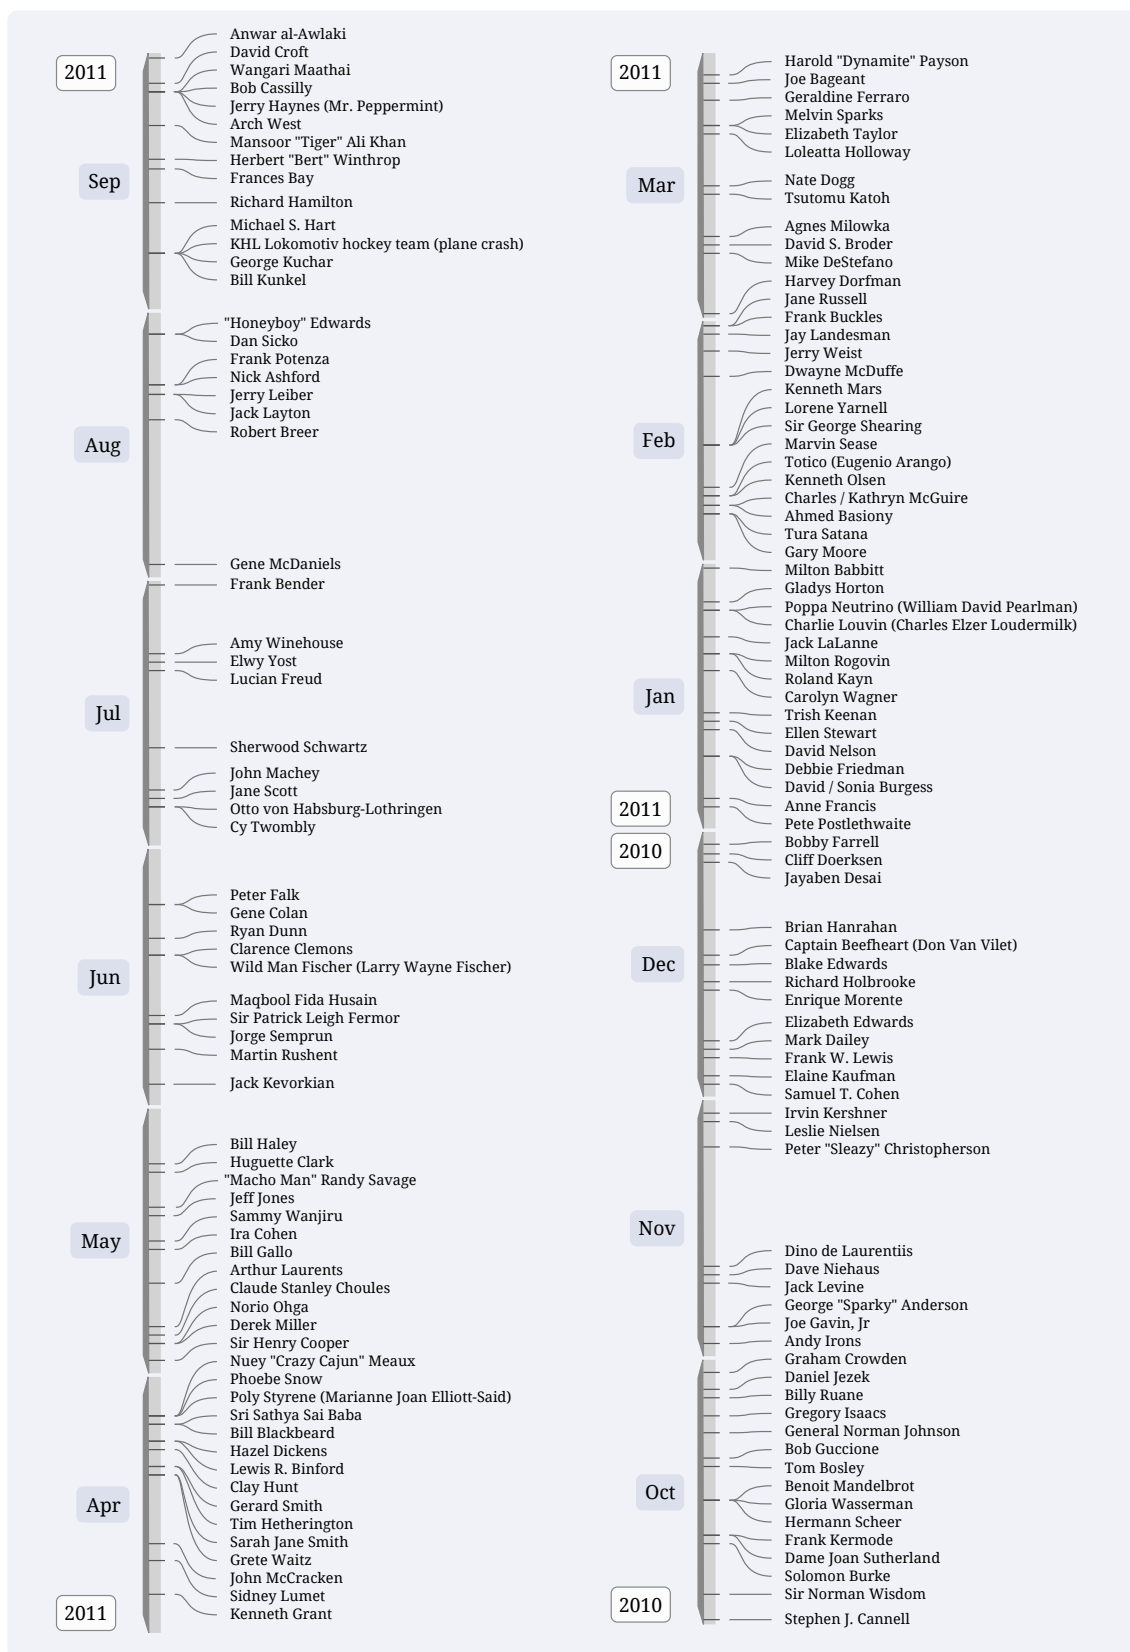 2011
Anwar al-Awlaki
David Croft
Wangari Maathai
Bob Cassilly
Jerry Haynes (Mr. Peppermint)
Arch West
Mansoor "Tiger" Ali Khan
Herbert "Bert" Winthrop
Sep
Frances Bay
Richard Hamilton
Michael S. Hart
KHL Lokomotiv hockey team (plane crash)
George Kuchar
Bill Kunkel
"Honeyboy" Edwards
Dan Sicko
Frank Potenza
Nick Ashford
Jerry Leiber
Jack Layton
Robert Breer
Aug
Gene McDaniels
Frank Bender
Amy Winehouse
Elwy Yost
Lucian Freud
Jul
Sherwood Schwartz
John Machey
Jane Scott
Otto von Habsburg-Lothringen
Cy Twombly
Peter Falk
Gene Colan
Ryan Dunn
Clarence Clemons
Wild Man Fischer (Larry Wayne Fischer)
Jun
Maqbool Fida Husain
Sir Patrick Leigh Fermor
Jorge Semprun
Martin Rushent
Jack Kevorkian
Bill Haley
Huguette Clark
"Macho Man" Randy Savage
Jeff Jones
Sammy Wanjiru
Ira Cohen
May
Bill Gallo
Arthur Laurents
Claude Stanley Choules
Norio Ohga
Derek Miller
Sir Henry Cooper
Nuey "Crazy Cajun" Meaux
Phoebe Snow
Poly Styrene (Marianne Joan Elliott-Said)
Sri Sathya Sai Baba
Bill Blackbeard
Hazel Dickens
Lewis R. Binford
Clay Hunt
Apr
Gerard Smith
Tim Hetherington
Sarah Jane Smith
Grete Waitz
John McCracken
Sidney Lumet
Kenneth Grant
2011
2011
Harold "Dynamite" Payson
Joe Bageant
Geraldine Ferraro
Melvin Sparks
Elizabeth Taylor
Loleatta Holloway
Mar
Nate Dogg
Tsutomu Katoh
Agnes Milowka
David S. Broder
Mike DeStefano
Harvey Dorfman
Jane Russell
Frank Buckles
Jay Landesman
Jerry Weist
Dwayne McDuffe
Kenneth Mars
Lorene Yarnell
Sir George Shearing
Feb
Marvin Sease
Totico (Eugenio Arango)
Kenneth Olsen
Charles / Kathryn McGuire
Ahmed Basiony
Tura Satana
Gary Moore
Milton Babbitt
Gladys Horton
Poppa Neutrino (William David Pearlman)
Charlie Louvin (Charles Elzer Loudermilk)
Jack LaLanne
Milton Rogovin
Roland Kayn
Jan
Carolyn Wagner
Trish Keenan
Ellen Stewart
David Nelson
Debbie Friedman
David / Sonia Burgess
2011
Anne Francis
Pete Postlethwaite
2010
Bobby Farrell
Cliff Doerksen
Jayaben Desai
Brian Hanrahan
Captain Beefheart (Don Van Vilet)
Dec
Blake Edwards
Richard Holbrooke
Enrique Morente
Elizabeth Edwards
Mark Dailey
Frank W. Lewis
Elaine Kaufman
Samuel T. Cohen
Irvin Kershner
Leslie Nielsen
Peter "Sleazy" Christopherson
Nov
Dino de Laurentiis
Dave Niehaus
Jack Levine
George "Sparky" Anderson
Joe Gavin, Jr
Andy Irons
Graham Crowden
Daniel Jezek
Billy Ruane
Gregory Isaacs
General Norman Johnson
Bob Guccione
Tom Bosley
Oct
Benoit Mandelbrot
Gloria Wasserman
Hermann Scheer
Frank Kermode
Dame Joan Sutherland
Solomon Burke
Sir Norman Wisdom
2010
Stephen J. Cannell